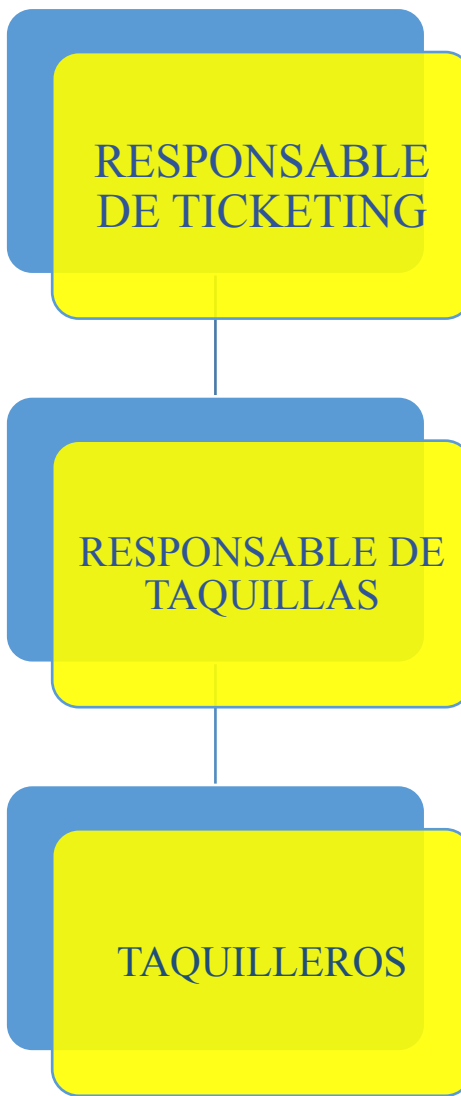 RESPONSABLE
DE TICKETING
RESPONSABLE DE
TAQUILLAS
TAQUILLEROS